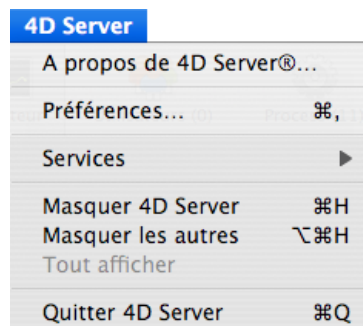 4D Server
A propos de 4D Server®...
Préférences... ⌘,
Services
Masquer 4D Server ⌘H
Masquer les autres ⌥⌘H
Tout afficher
Quitter 4D Server ⌘Q